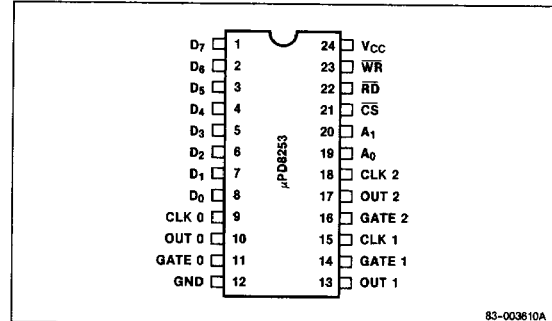 D7 1 24 VCC
D6 2 23 WR
D5 3 22 RD
D4 4 21 CS
D3 5 20 A1
D2 6 19 A0
D1 7 18 CLK 2
D0 8 17 OUT 2
CLK 0 9 16 GATE 2
OUT 0 10 15 CLK 1
GATE 0 11 14 GATE 1
GND 12 13 OUT 1
μPD8253
83-003610A